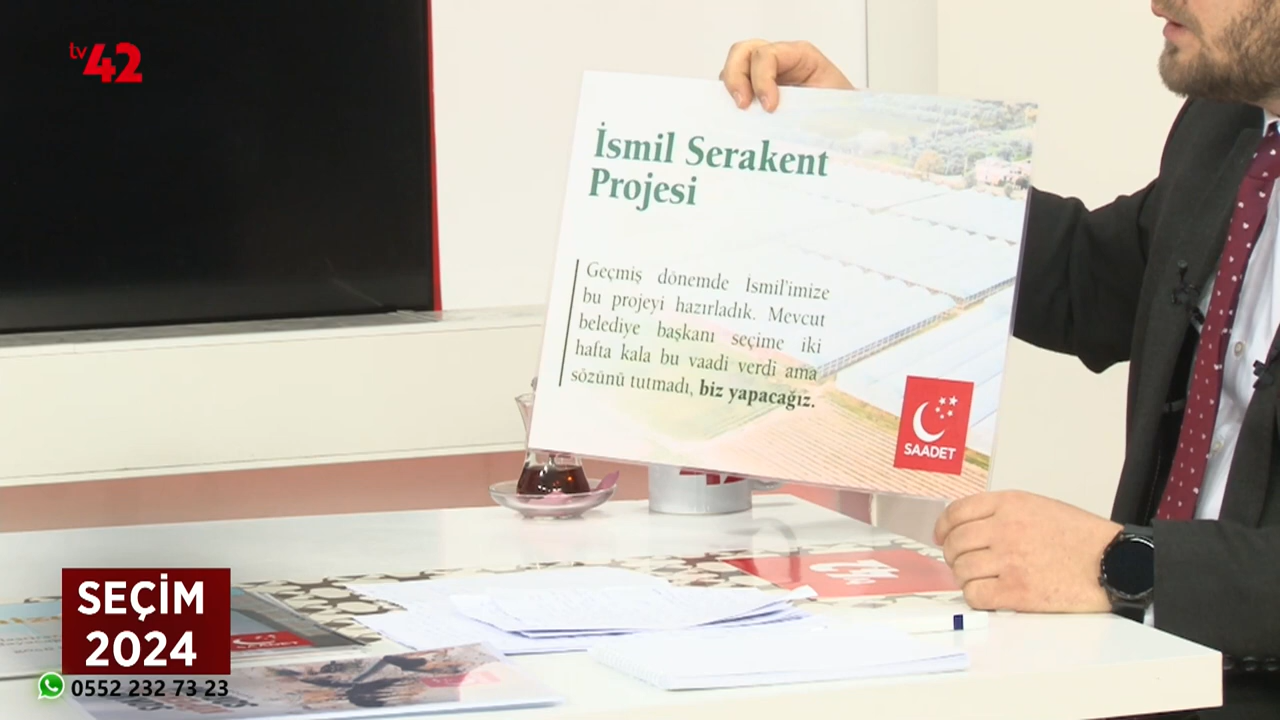 tv42
İsmil Serakent
Projesi
Geçmiş dönemde İsmil'imize
bu projeyi hazırladık. Mevcut
belediye başkanı seçime iki
hafta kala bu vaadi verdi ama
sözünü tutmadı, biz yapacağız.
SAADET
SEÇİM
2024
0552 232 73 23